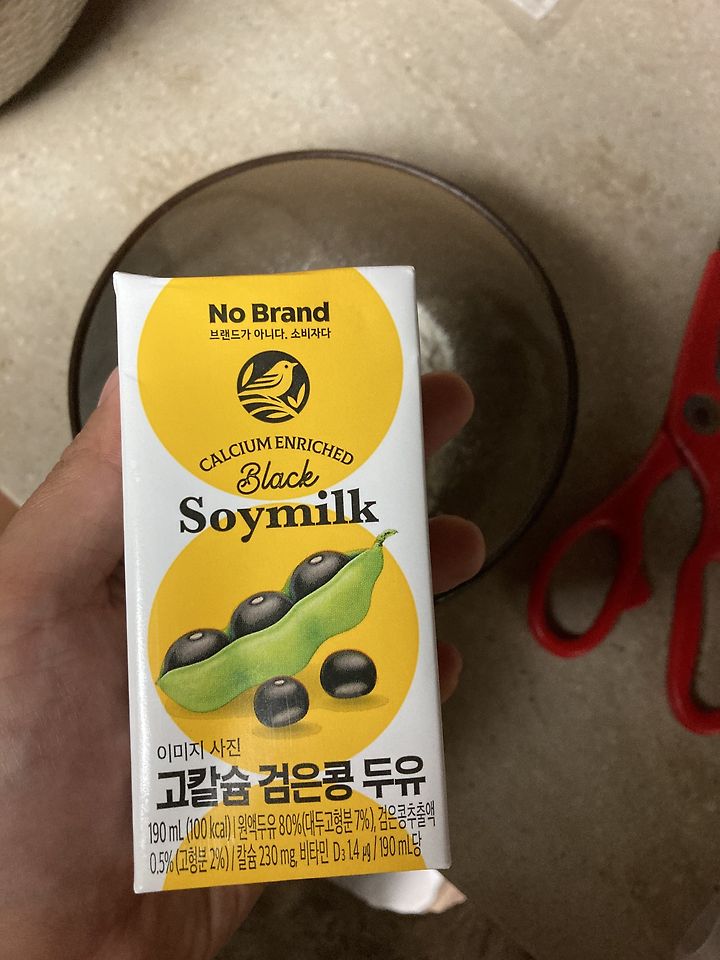 No Brand
브랜드가 아니다. 소비자다
CALCIUM ENRICHED
Black
Soymilk
이미지 사진
고칼슘 검은콩 두유
190 mL (100 kcal) | 원액두유 80%(대두고형분 7%), 검은콩추출액
0.5% (고형분 2%) / 칼슘 230 mg, 비타민 D₃ 1.4 μg / 190 mL당